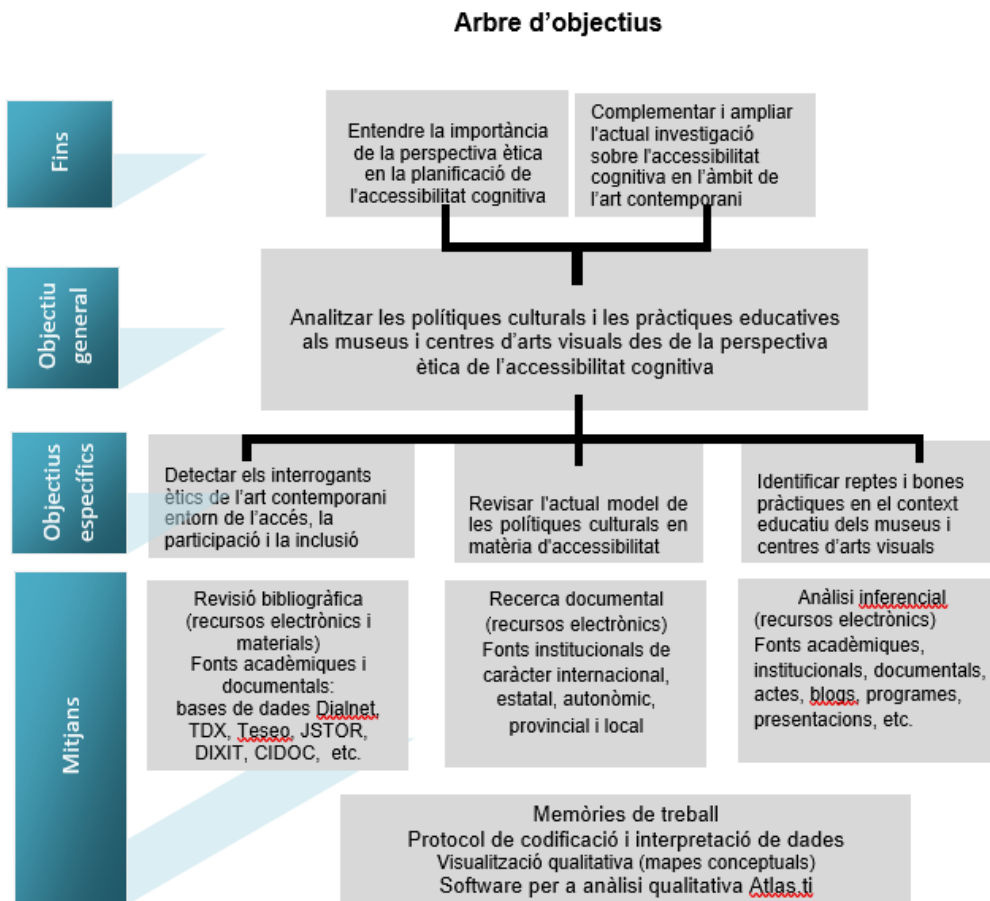 Arbre d’objectius
Fins
Entendre la importància
de la perspectiva ètica
en la planificació de
l'accessibilitat cognitiva
Complementar i ampliar
l'actual investigació
sobre l'accessibilitat
cognitiva en l’àmbit de
l’art contemporani
Objectiu
general
Analitzar les polítiques culturals i les pràctiques educatives
als museus i centres d’arts visuals des de la perspectiva
ètica de l’accessibilitat cognitiva
Objectius
específics
Detectar els interrogants
ètics de l’art contemporani
entorn de l’accés, la
participació i la inclusió
Revisar l'actual model de
les polítiques culturals en
matèria d'accessibilitat
Identificar reptes i bones
pràctiques en el context
educatiu dels museus i
centres d’arts visuals
Mitjans
Revisió bibliogràfica
(recursos electrònics i
materials)
Fonts acadèmiques i
documentals:
bases de dades Dialnet,
TDX, Teseo, JSTOR,
DIXIT, CIDOC, etc.
Recerca documental
(recursos electrònics)
Fonts institucionals de
caràcter internacional,
estatal, autonòmic,
provincial i local
Anàlisi inferencial
(recursos electrònics)
Fonts acadèmiques,
institucionals, documentals,
actes, blogs, programes,
presentacions, etc.
Memòries de treball
Protocol de codificació i interpretació de dades
Visualització qualitativa (mapes conceptuals)
Software per a anàlisi qualitativa Atlas.ti